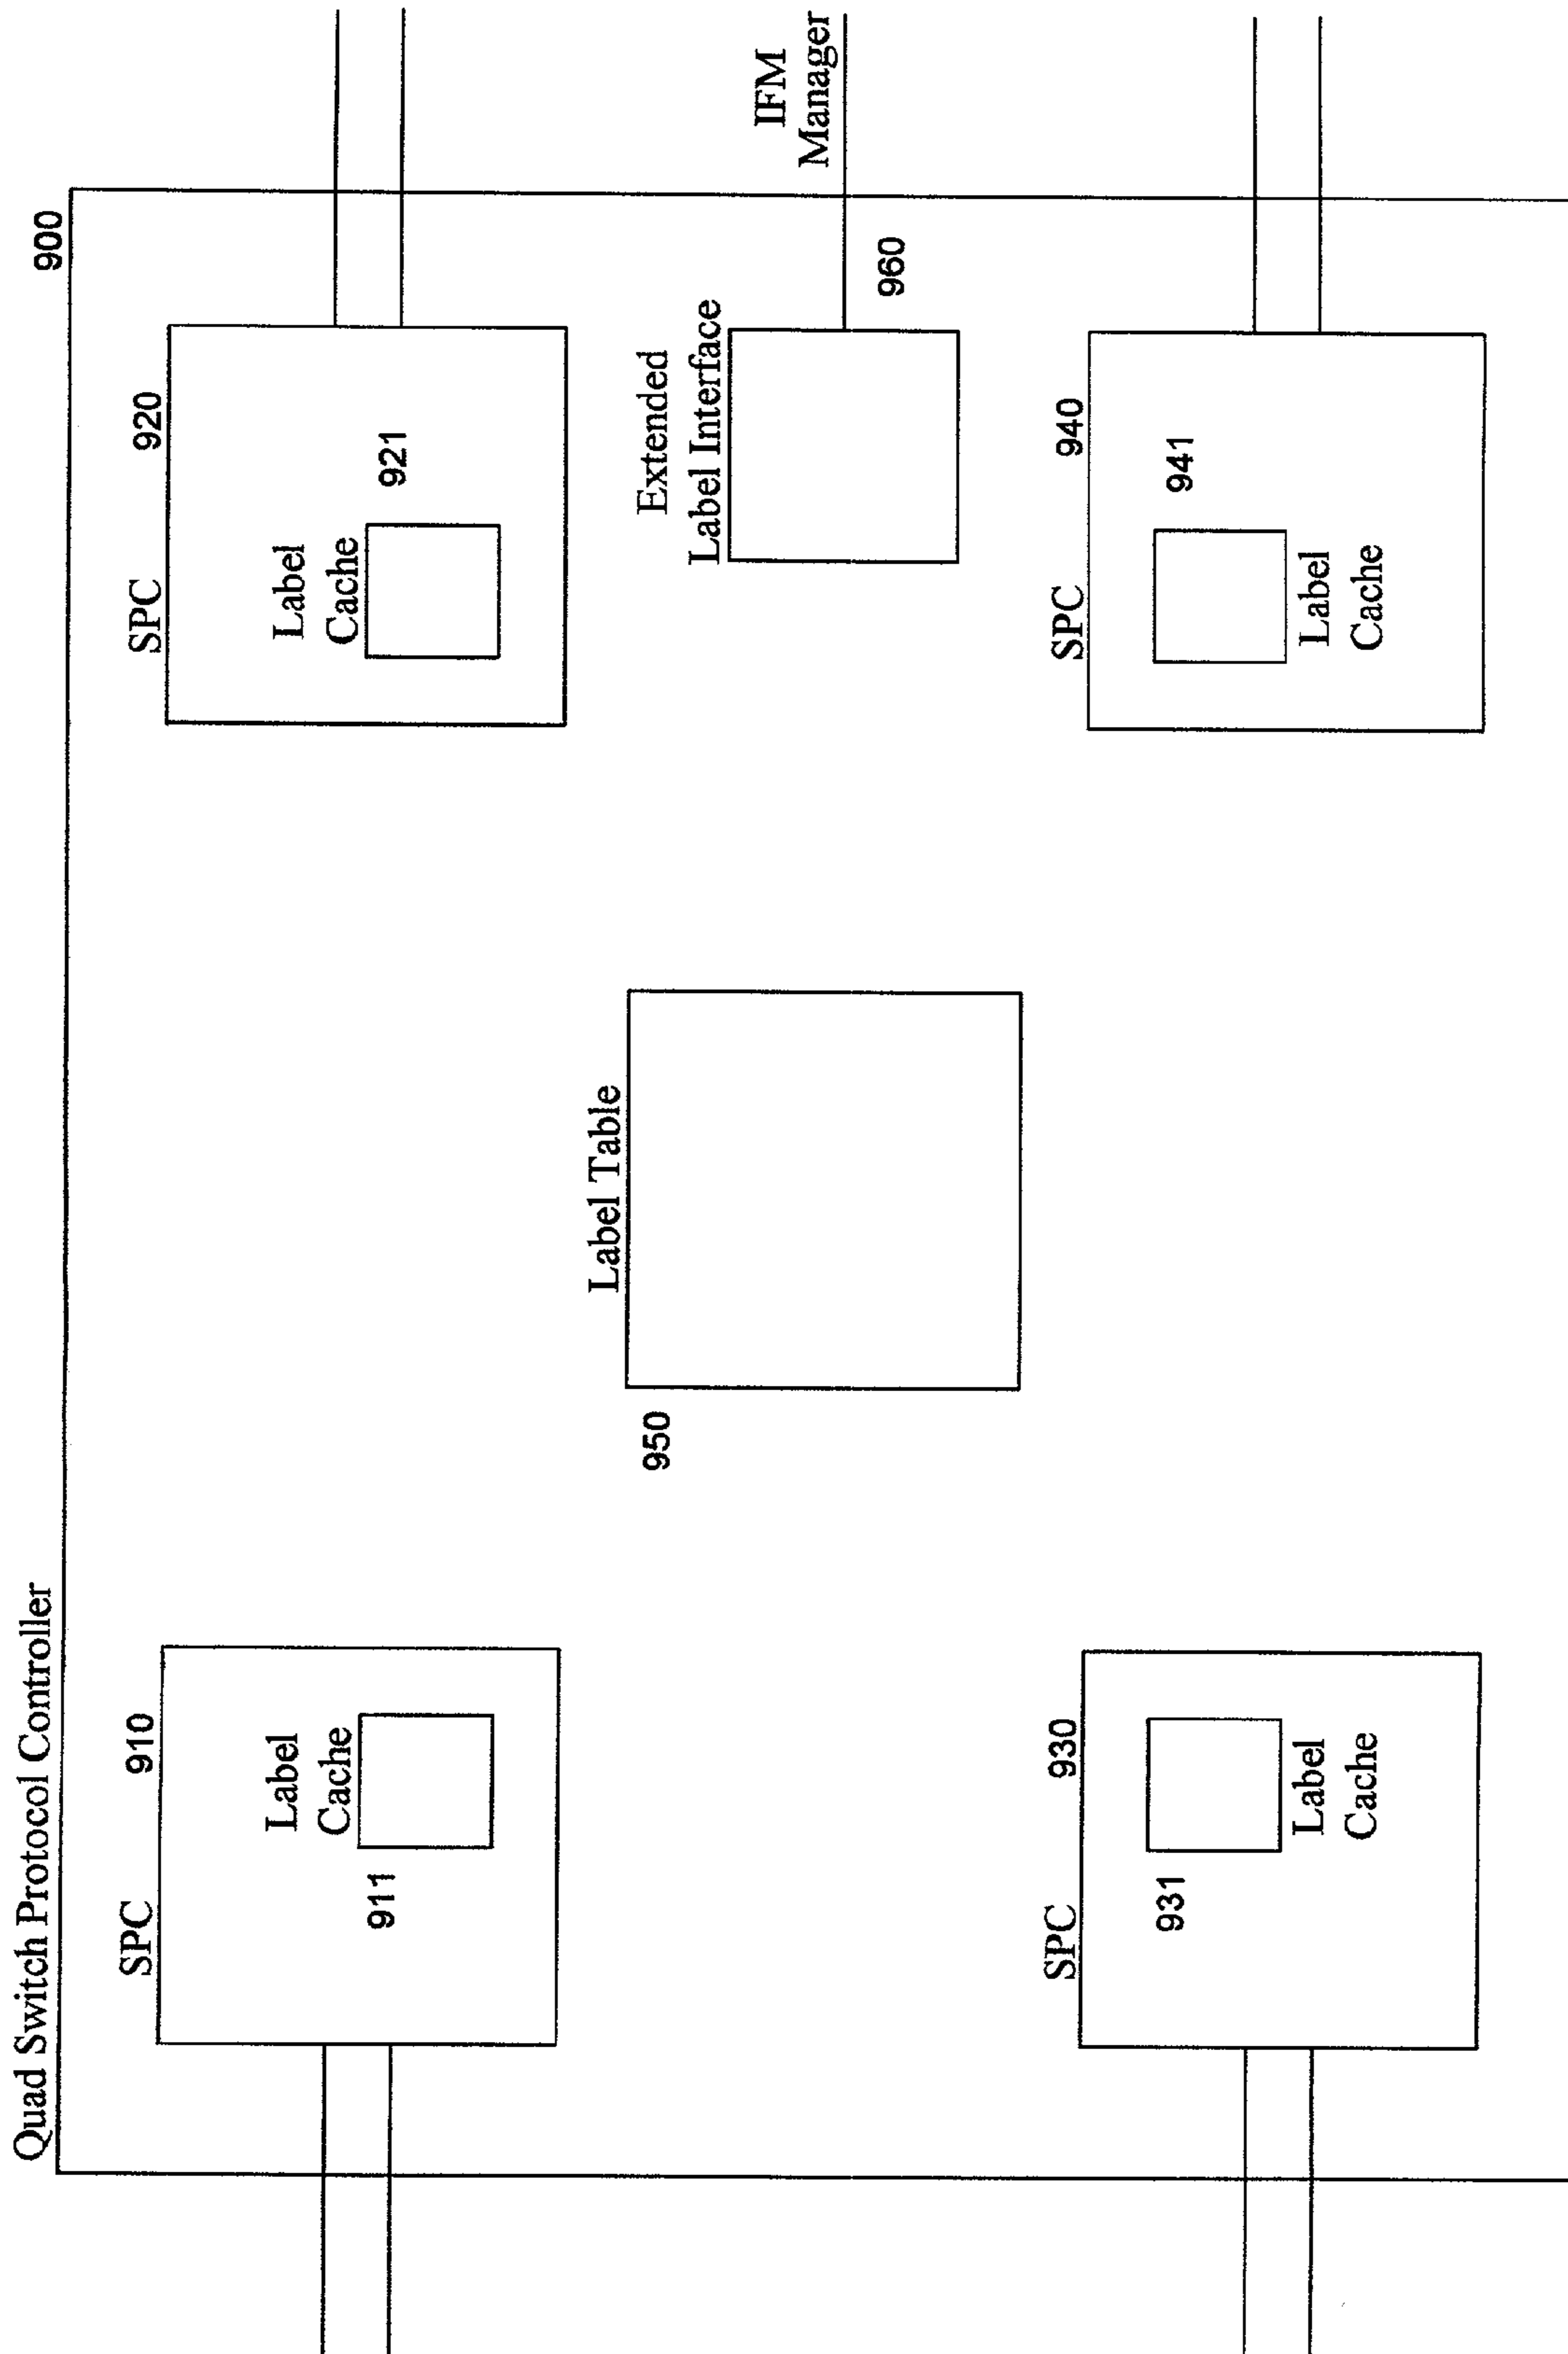 Quad Switch Protocol Controller
900
SPC
910
Label
Cache
911
SPC
920
Label
Cache
921
Label Table
950
Extended
Label Interface
960
IFM
Manager
SPC
930
931
Label
Cache
SPC
940
941
Label
Cache